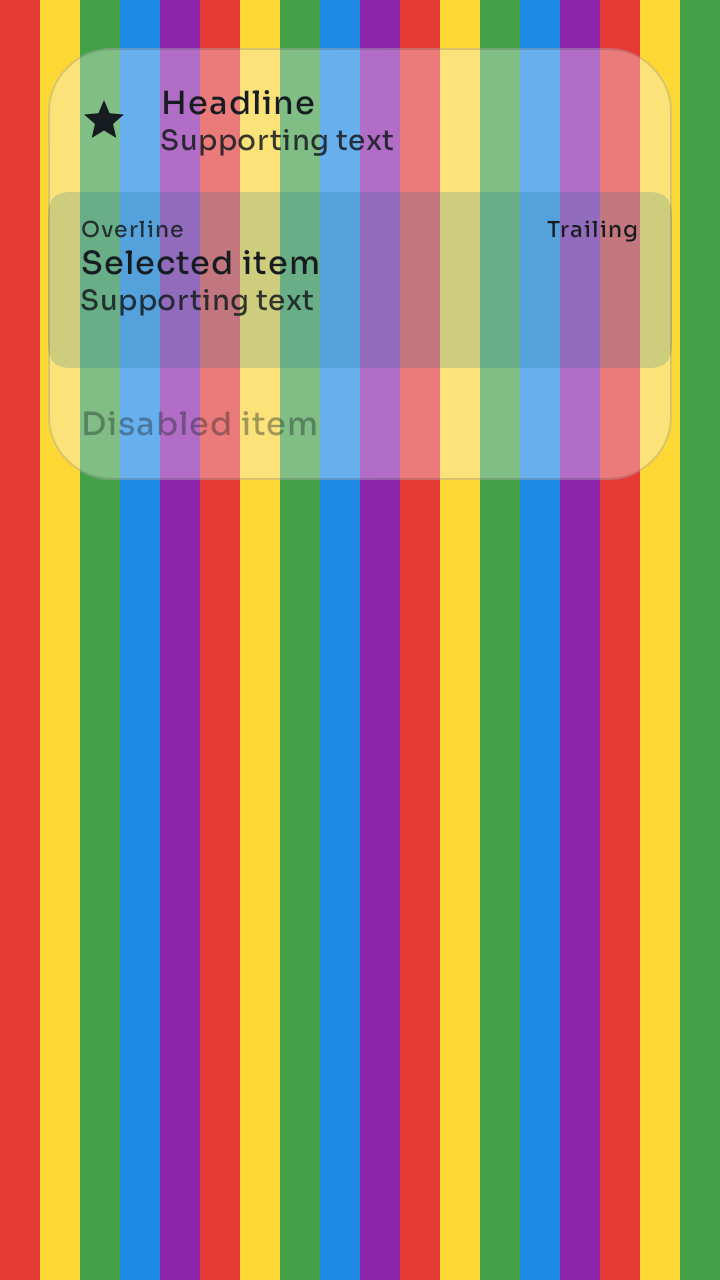 Headline
Supporting text
Overline
Trailing
Selected item
Supporting text
Disabled item